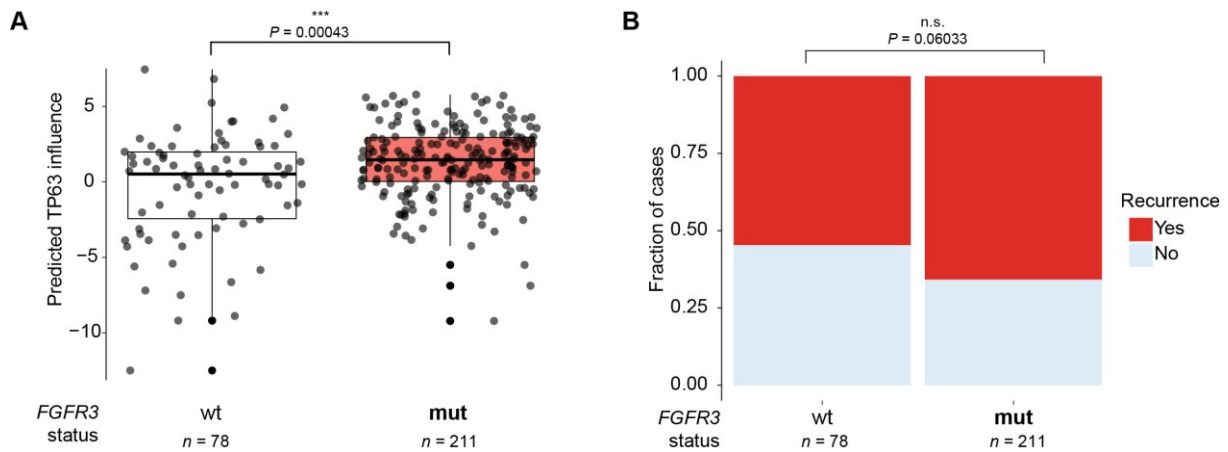 A
***
P = 0.00043
Predicted TP63 influence
5
0
−5
−10
FGFR3
status
wt
mut
n = 78
n = 211
B
n.s.
P = 0.06033
Fraction of cases
1.00
0.75
0.50
0.25
0.00
FGFR3
status
wt
mut
n = 78
n = 211
Recurrence
Yes
No